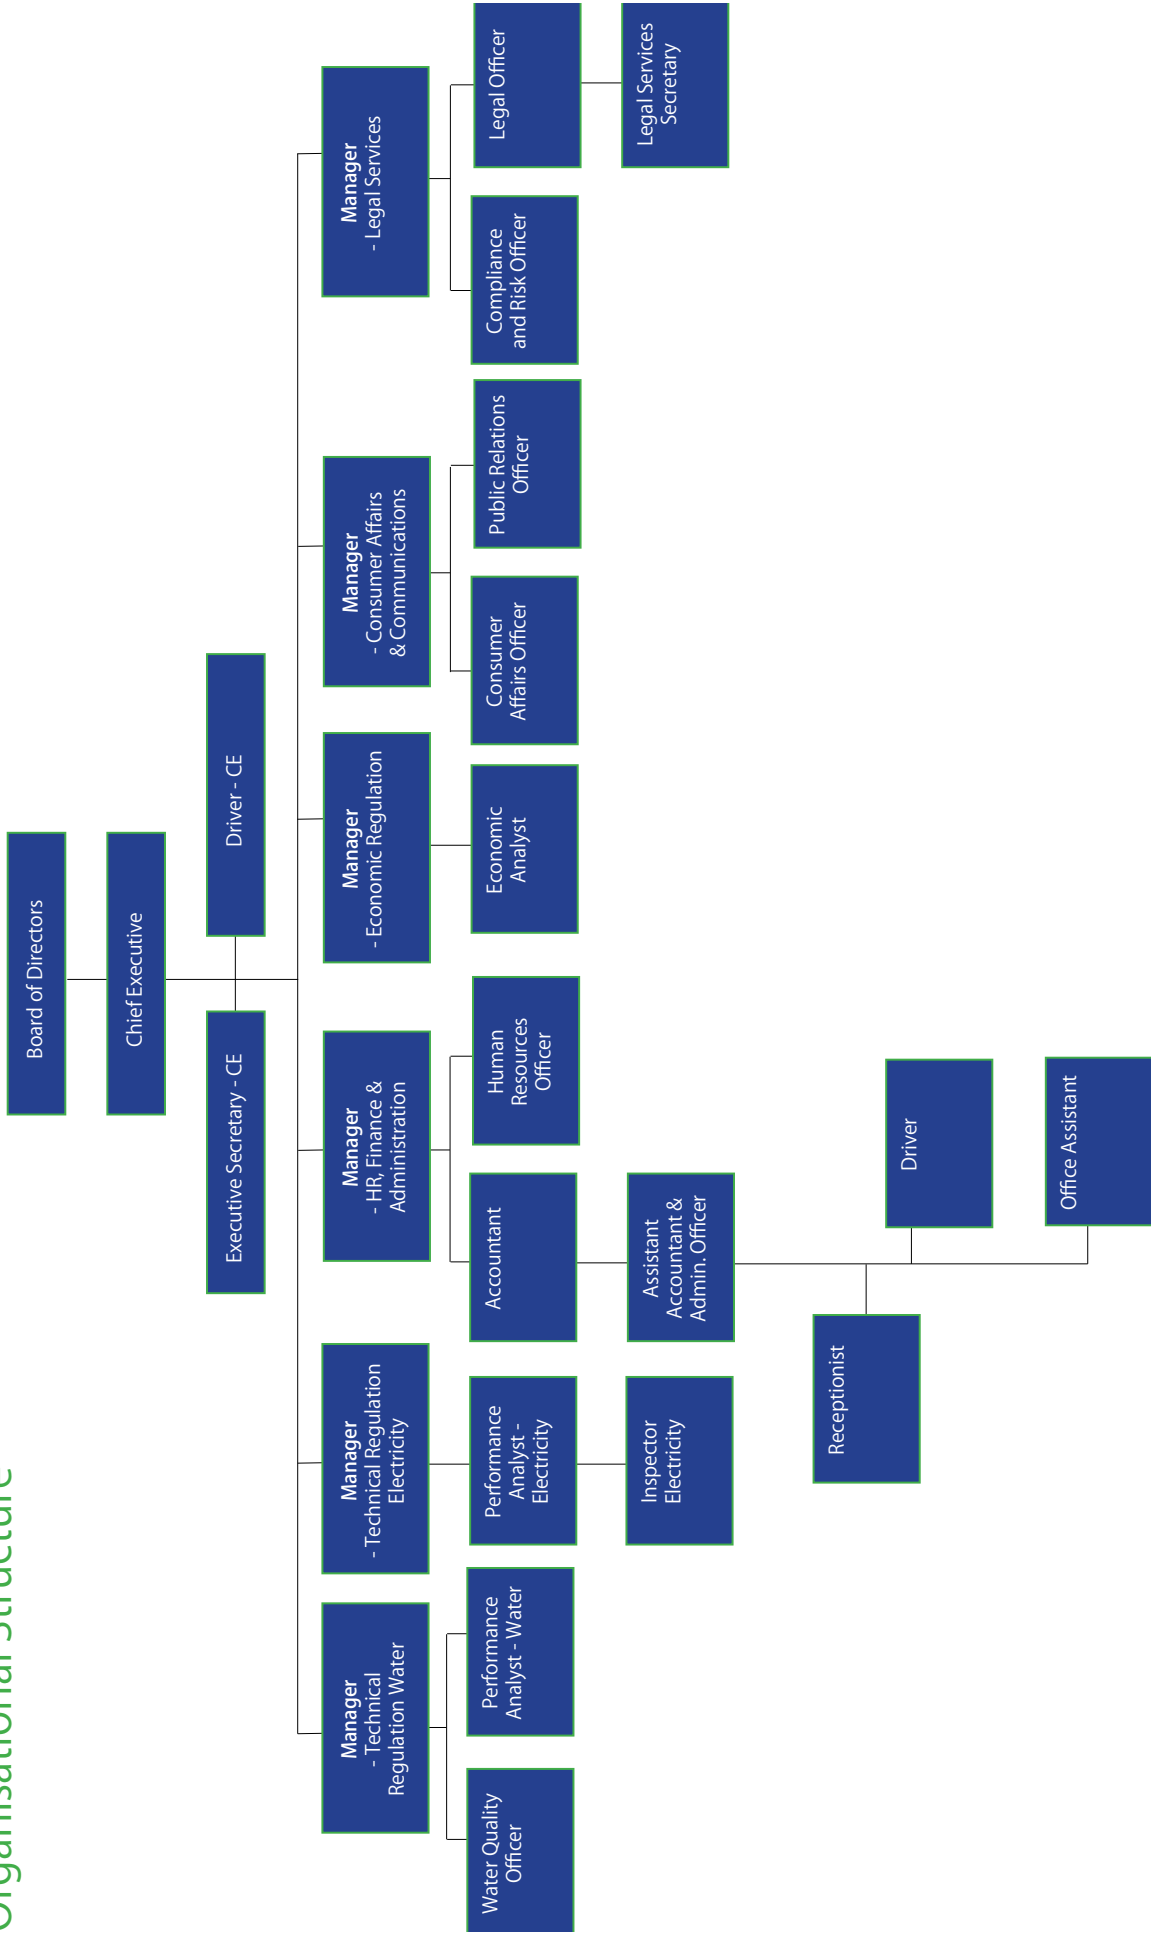 Organisational Structure
Board of Directors
Chief Executive
Executive Secretary - CE
Driver - CE
Manager
- Technical
Regulation Water
Manager
- Technical Regulation
Electricity
Manager
- HR, Finance &
Administration
Manager
- Economic Regulation
Manager
- Consumer Affairs
& Communications
Manager
- Legal Services
Water Quality
Officer
Performance
Analyst - Water
Performance
Analyst -
Electricity
Accountant
Human
Resources
Officer
Economic
Analyst
Consumer
Affairs Officer
Public Relations
Officer
Compliance
and Risk Officer
Legal Officer
Inspector
Electricity
Assistant
Accountant &
Admin. Officer
Legal Services
Secretary
Receptionist
Driver
Office Assistant